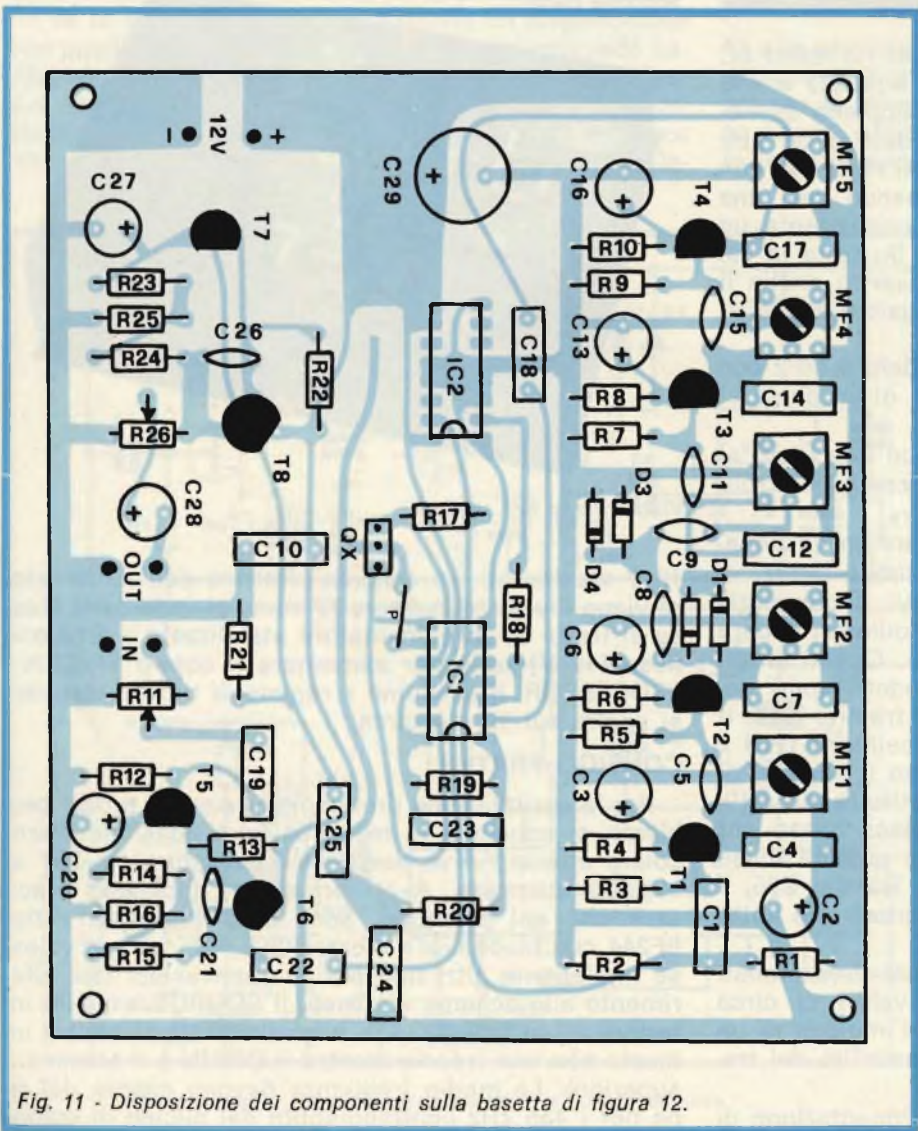 - 12V +
C27
T7
C29
C16
T4
MF5
R10
C17
R23
R9
R25
C26
C15
MF4
R24
R22
IC2
C18
C13
R8
C14
R26
T8
T3
R7
C11
MF3
C28
R17
D3
C10
QX
C9
C12
OUT
D4
C8
D1
P
R18
MF2
IN
R21
IC1
C6
R11
R6
C7
R5
T2
R12
T5
C19
R19
C3
C5
MF1
C20
R13
C25
C23
R4
C4
R14
T1
R3
R16
C21
T6
R20
C1
C2
R15
C22
C24
R2
R1
Fig. 11 - Disposizione dei componenti sulla basetta di figura 12.